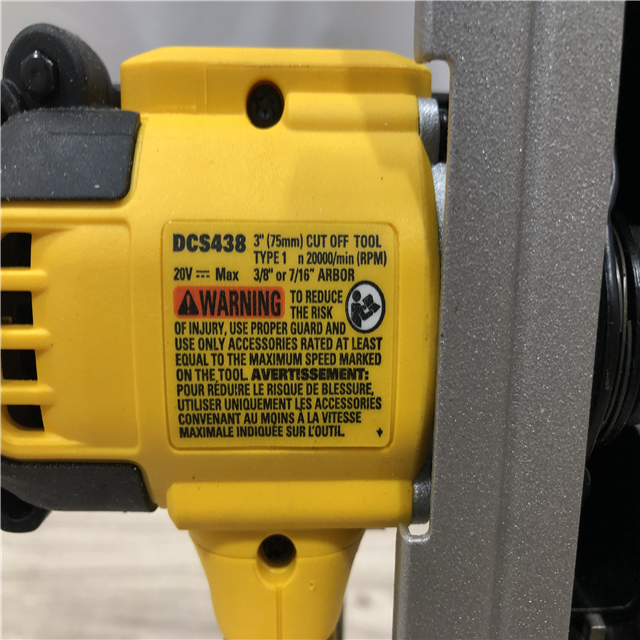 DCS438 3" (75mm) CUT OFF TOOL
TYPE 1 n 20000/min (RPM)
20V ⎓ Max 3/8" or 7/16" ARBOR
⚠WARNING TO REDUCE
THE RISK
OF INJURY, USE PROPER GUARD AND
USE ONLY ACCESSORIES RATED AT LEAST
EQUAL TO THE MAXIMUM SPEED MARKED
ON THE TOOL. AVERTISSEMENT:
POUR RÉDUIRE LE RISQUE DE BLESSURE,
UTILISER UNIQUEMENT LES ACCESSORIES
CONVENANT AU MOINS À LA VITESSE
MAXIMALE INDIQUÉE SUR L'OUTIL.